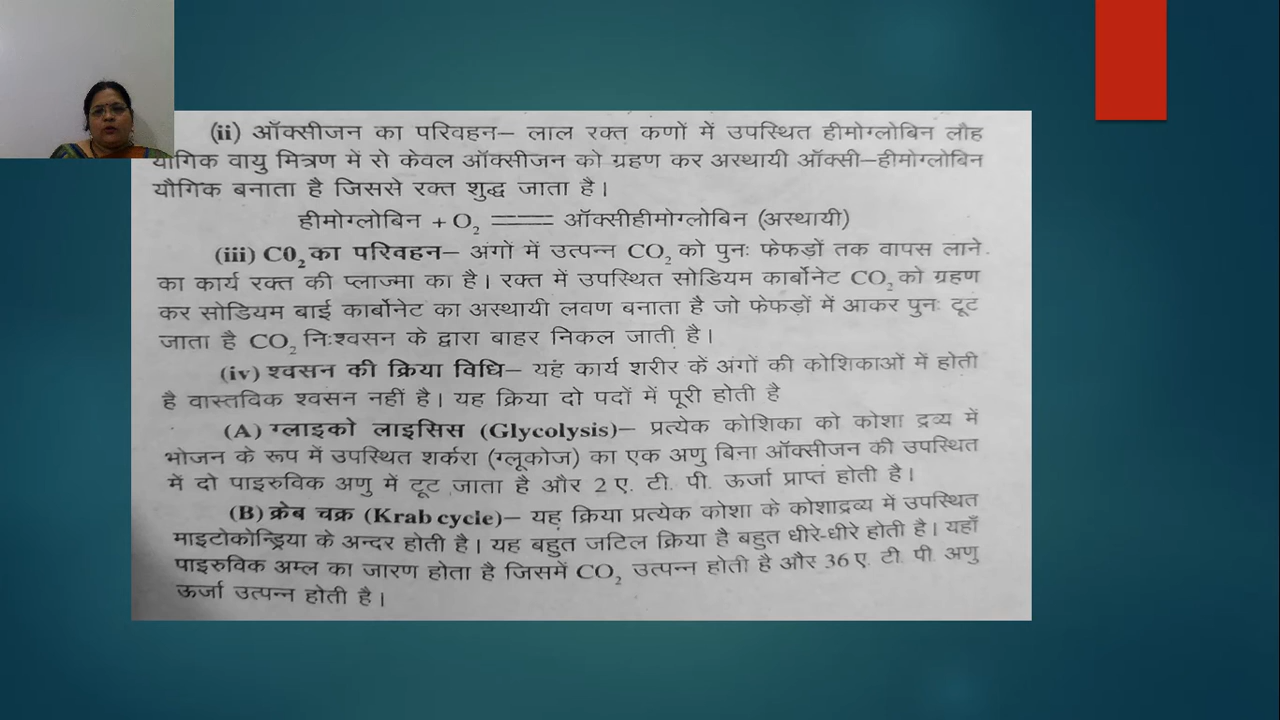 (ii) ऑक्सीजन का परिवहन– लाल रक्त कणों में उपस्थित हीमोग्लोबिन लौह
यौगिक वायु मित्रण में रो केवल ऑक्सीजन को ग्रहण कर अस्थायी ऑक्सी–हीमोग्लोबिन
यौगिक बनाता है जिससे रक्त शुद्ध जाता है।
हीमोग्लोबिन + O₂ ═══ ऑक्सीहीमोग्लोबिन (अस्थायी)
(iii) C0₂ का परिवहन– अंगों में उत्पन्न CO₂ को पुनः फेफड़ों तक वापस लाने
का कार्य रक्त की प्लाज्मा का है। रक्त में उपस्थित सोडियम कार्बोनेट CO₂ को ग्रहण
कर सोडियम बाई कार्बोनेट का अस्थायी लवण बनाता है जो फेफड़ों में आकर पुनः टूट
जाता है CO₂ निःश्वसन के द्वारा बाहर निकल जाती है।
(iv) श्वसन की क्रिया विधि– यह कार्य शरीर के अंगों की कोशिकाओं में होती
है वास्तविक श्वसन नहीं है। यह क्रिया दो पदों में पूरी होती है
(A) ग्लाइको लाइसिस (Glycolysis)– प्रत्येक कोशिका को कोशा द्रव्य में
भोजन के रूप में उपस्थित शर्करा (ग्लूकोज) का एक अणु बिना ऑक्सीजन की उपस्थित
में दो पाइरुविक अणु में टूट जाता है और 2 ए. टी. पी. ऊर्जा प्राप्त होती है।
(B) क्रेब चक्र (Krab cycle)– यह क्रिया प्रत्येक कोशा के कोशाद्रव्य में उपस्थित
माइटोकोन्ड्रिया के अन्दर होती है। यह बहुत जटिल क्रिया है बहुत धीरे-धीरे होती है। यहाँ
पाइरुविक अम्ल का जारण होता है जिसमें CO₂ उत्पन्न होती है और 36 ए. टी. पी. अणु
ऊर्जा उत्पन्न होती है।